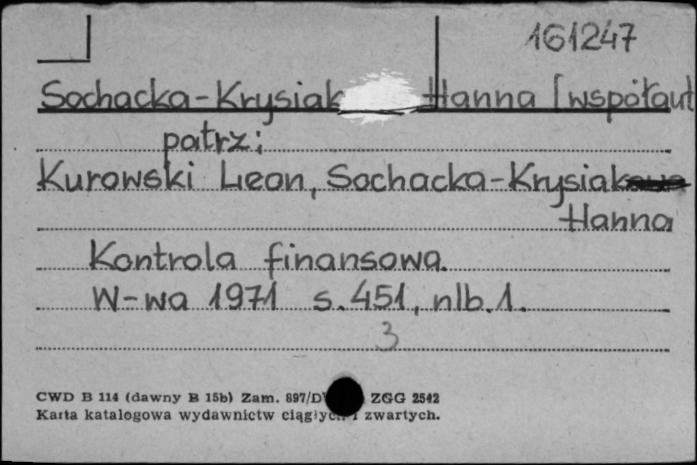 161247
Sochacka-Krysiak Hanna [współaut
patrz:
Kurowski Leon, Sochacka-Krysiak
Hanna
Kontrola finansowa.
W-wa 1971 s. 451, nlb. 1.
3
CWD B 114 (dawny B 15b) Zam. 897/D ZGG 2542
Karta katalogowa wydawnictw ciągłych i zwartych.